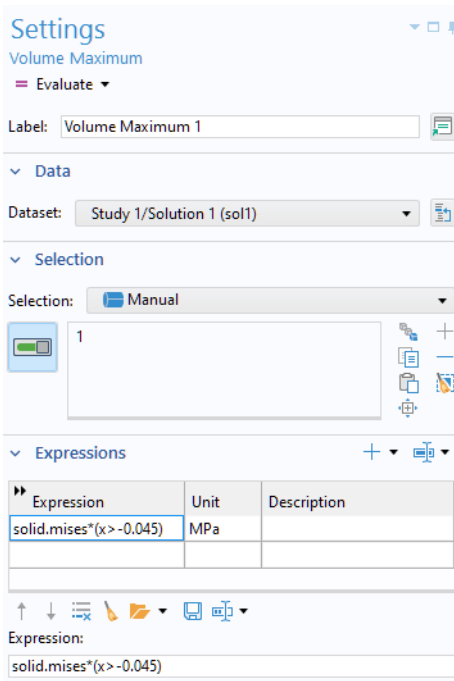 Settings
Volume Maximum
= Evaluate
Label: Volume Maximum 1
Data
Dataset: Study 1/Solution 1 (sol1)
Selection
Selection: Manual
1
Expressions
Expression Unit Description
solid.mises*(x>-0.045) MPa
Expression:
solid.mises*(x>-0.045)